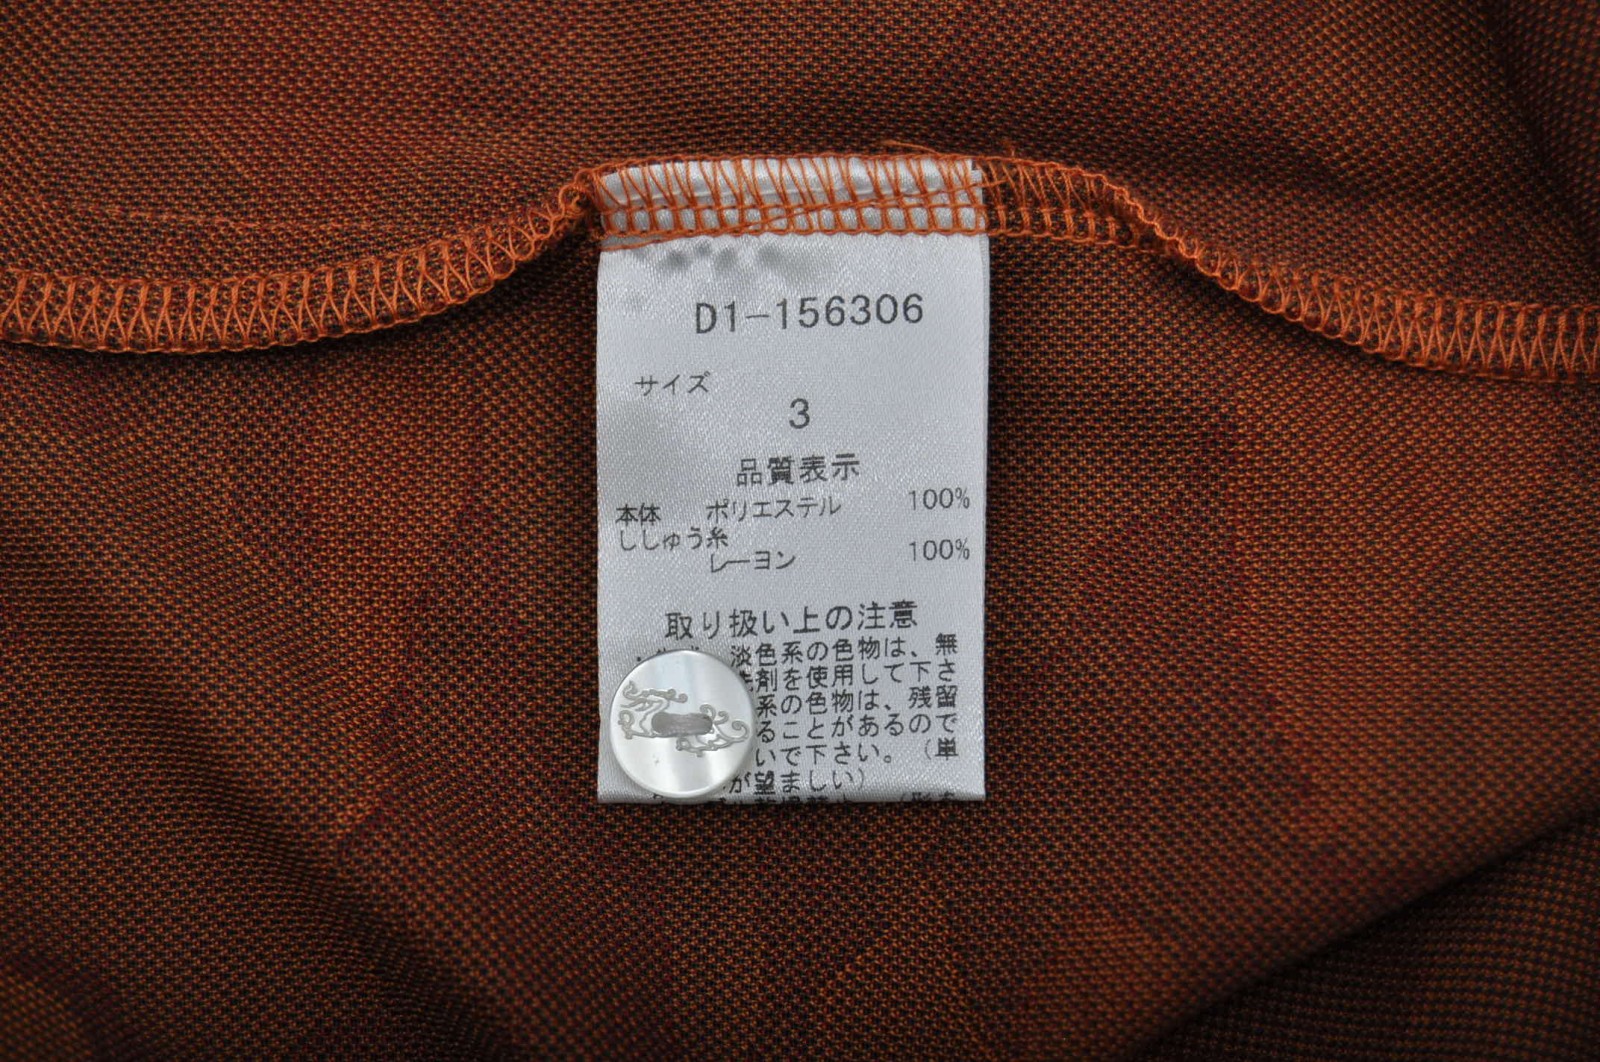 D1-156306
サイズ
3
品質表示
本体 ポリエステル 100%
ししゅう糸
レーヨン 100%
取り扱い上の注意
淡色系の色物は、無
剤を使用して下さ
系の色物は、残留
ることがあるので
いで下さい。(単
が望ましい)